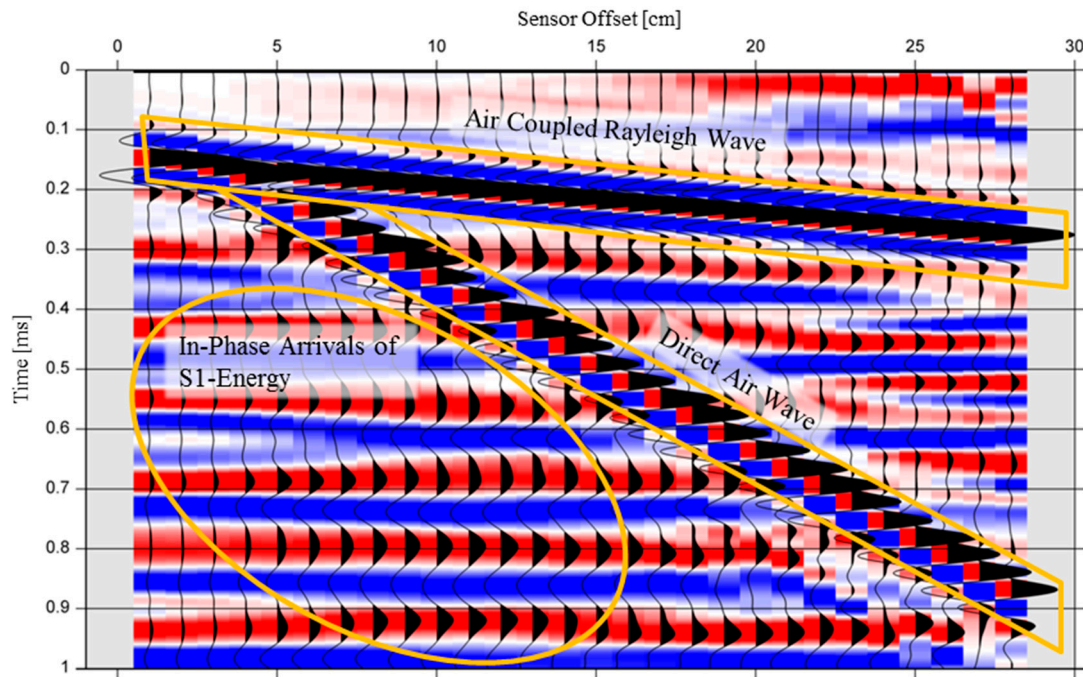 Sensor Offset [cm]
0 5 10 15 20 25 30
Time [ms]
0
0.1
0.2
0.3
0.4
0.5
0.6
0.7
0.8
0.9
1
Air Coupled Rayleigh Wave
In-Phase Arrivals of
S1-Energy
Direct Air Wave